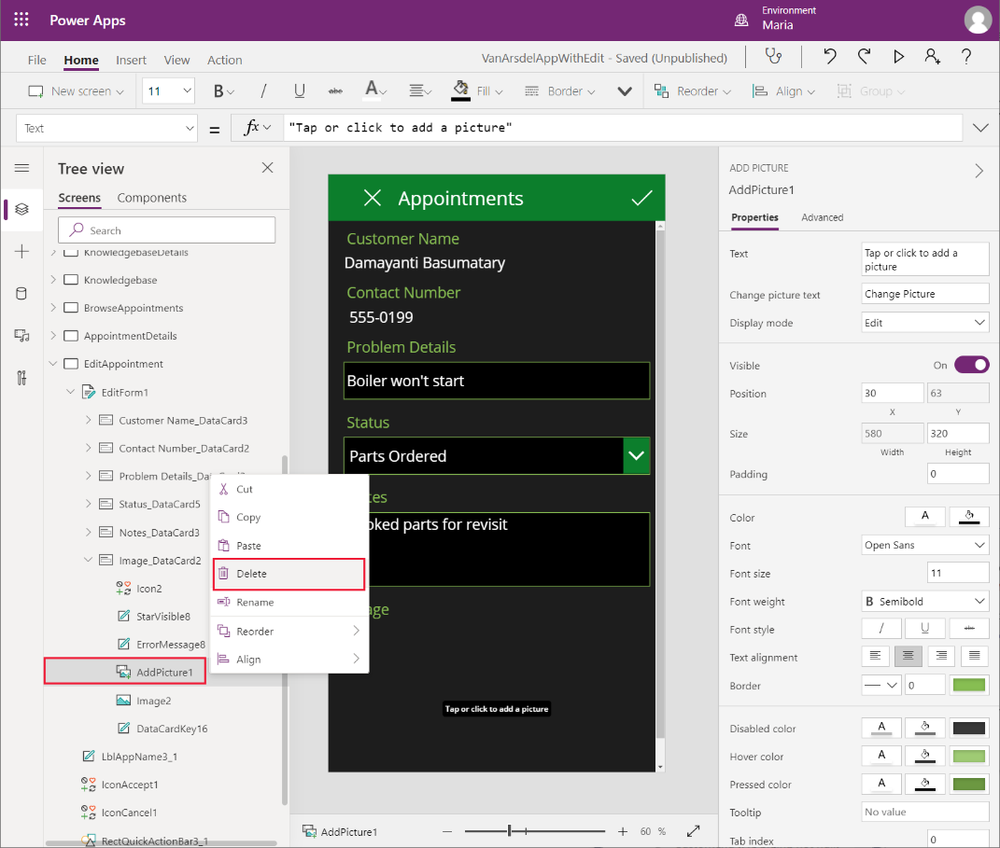 Power Apps
Environment
Maria
File Home Insert View Action
VanArsdelAppWithEdit - Saved (Unpublished)
New screen 11 B / U abc A Fill Border Reorder Align Group
Text = fx "Tap or click to add a picture"
Tree view
Screens Components
Search
KnowledgebaseDetails
Knowledgebase
BrowseAppointments
AppointmentDetails
EditAppointment
EditForm1
Customer Name_DataCard3
Contact Number_DataCard2
Problem Details_Da
Status_DataCard5
Notes_DataCard3
Image_DataCard2
Icon2
StarVisible8
ErrorMessage8
AddPicture1
Image2
DataCardKey16
LblAppName3_1
IconAccept1
IconCancel1
RectQuickActionBar3_1
Cut
Copy
Paste
Delete
Rename
Reorder
Align
Appointments
Customer Name
Damayanti Basumatary
Contact Number
555-0199
Problem Details
Boiler won't start
Status
Parts Ordered
es
oked parts for revisit
ge
Tap or click to add a picture
AddPicture1
60 %
ADD PICTURE
AddPicture1
Properties Advanced
Text Tap or click to add a
picture
Change picture text Change Picture
Display mode Edit
Visible On
Position 30 63
X Y
Size 580 320
Width Height
Padding 0
Color A
Font Open Sans
Font size 11
Font weight B Semibold
Font style / U abc
Text alignment
Border 0
Disabled color A
Hover color A
Pressed color A
Tooltip No value
Tab index 0